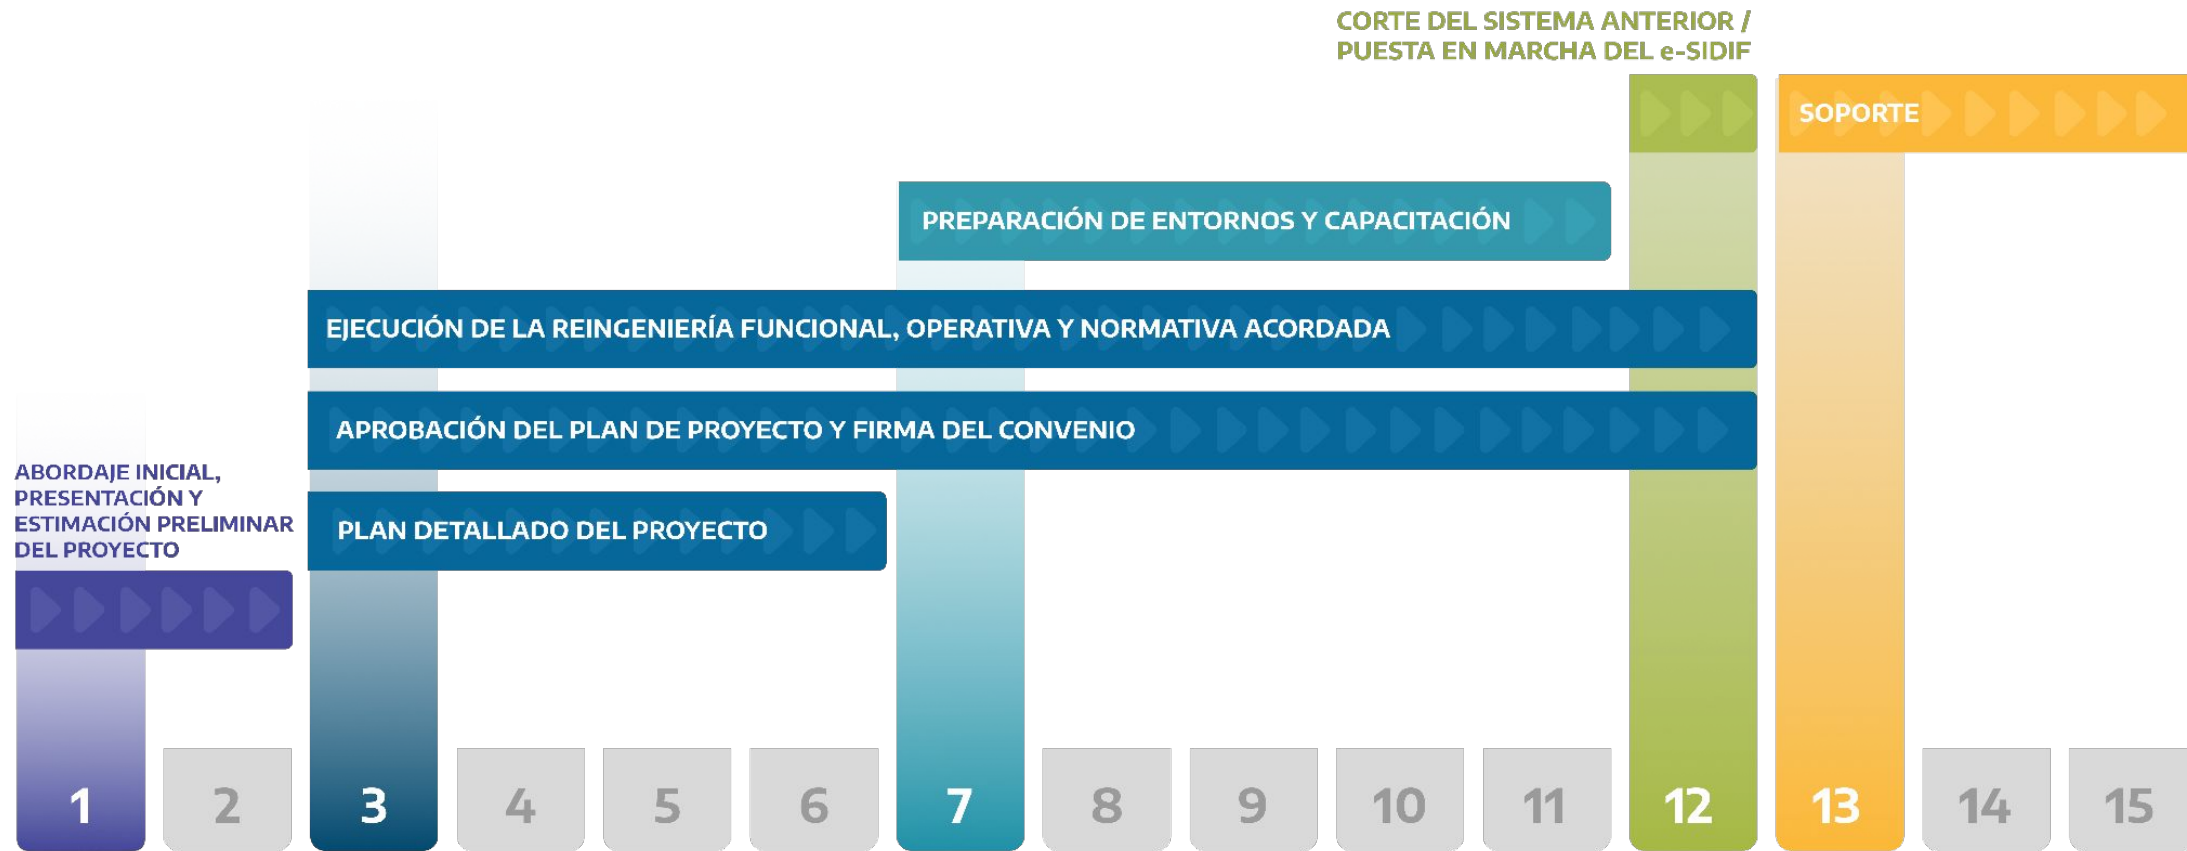 CORTE DEL SISTEMA ANTERIOR /
PUESTA EN MARCHA DEL e-SIDIF
SOPORTE
PREPARACIÓN DE ENTORNOS Y CAPACITACIÓN
EJECUCIÓN DE LA REINGENIERÍA FUNCIONAL, OPERATIVA Y NORMATIVA ACORDADA
APROBACIÓN DEL PLAN DE PROYECTO Y FIRMA DEL CONVENIO
ABORDAJE INICIAL,
PRESENTACIÓN Y
ESTIMACIÓN PRELIMINAR
DEL PROYECTO
PLAN DETALLADO DEL PROYECTO
1 2 3 4 5 6 7 8 9 10 11 12 13 14 15